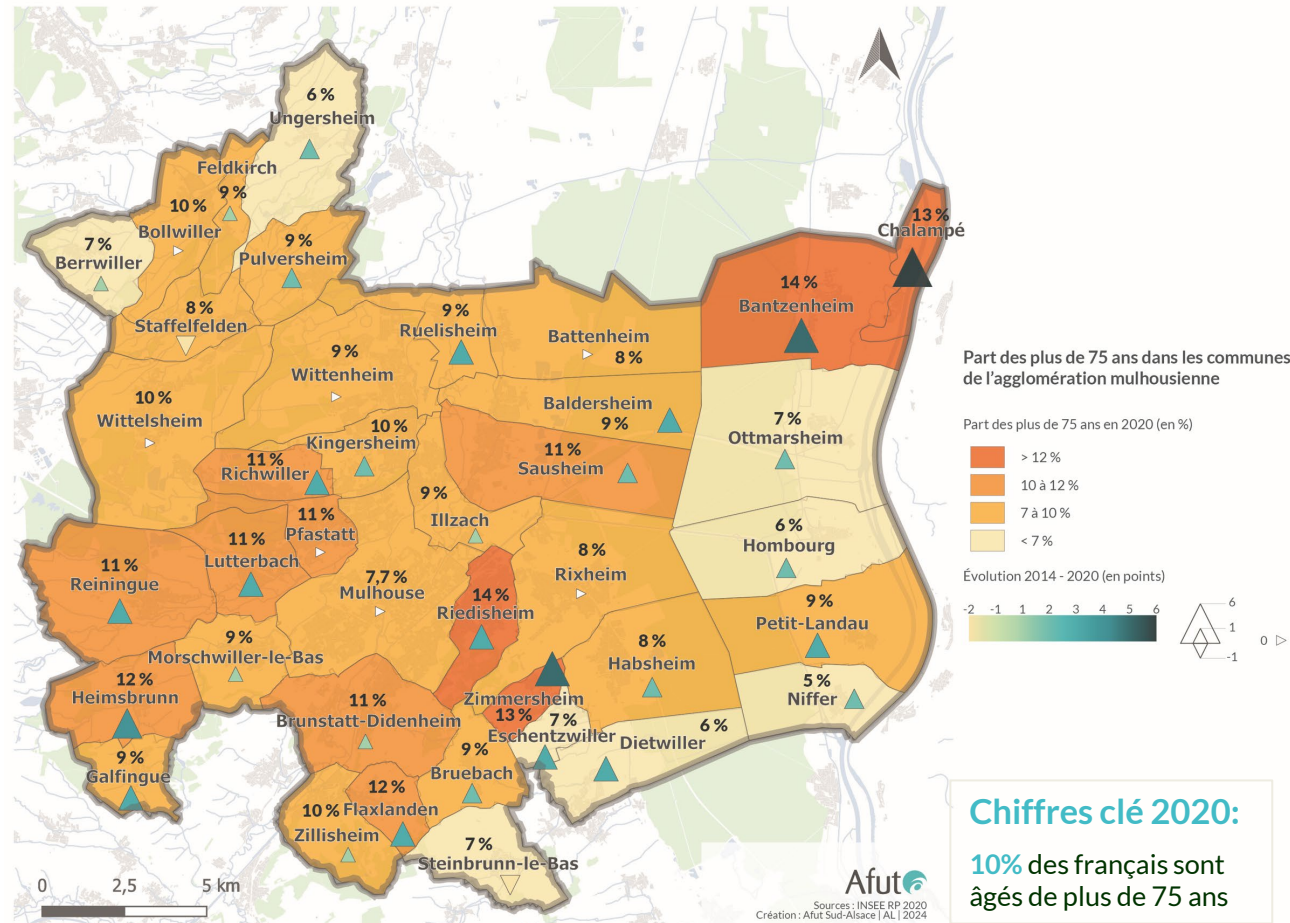 6 %
Ungersheim
Feldkirch
9 %
10 %
Bollwiller
7 %
Berrwiller
9 %
Pulversheim
13 %
Chalampé
14 %
Bantzenheim
8 %
Staffelfelden
9 %
Ruelisheim
Battenheim
8 %
9 %
Wittenheim
10 %
Wittelsheim
Baldersheim
9 %
7 %
Ottmarsheim
10 %
Kingersheim
11 %
Richwiller
11 %
Sausheim
9 %
Illzach
11 %
Pfastatt
11 %
Lutterbach
11 %
Reiningue
6 %
Hombourg
8 %
Rixheim
7,7 %
Mulhouse
14 %
Riedisheim
9 %
Petit-Landau
9 %
Morschwiller-le-Bas
8 %
Habsheim
12 %
Heimsbrunn
5 %
Niffer
Zimmersheim
13 %
11 %
Brunstatt-Didenheim
7 %
Eschentzwiller
6 %
Dietwiller
9 %
Galfingue
9 %
Bruebach
12 %
Flaxlanden
10 %
Zillisheim
7 %
Steinbrunn-le-Bas
0 2,5 5 km
Afut
Sources : INSEE RP 2020
Création : Afut Sud-Alsace | AL | 2024
Part des plus de 75 ans dans les communes
de l'agglomération mulhousienne
Part des plus de 75 ans en 2020 (en %)
> 12 %
10 à 12 %
7 à 10 %
< 7 %
Évolution 2014 - 2020 (en points)
-2 -1 1 2 3 4 5 6
6
1
-1
0
Chiffres clé 2020:
10% des français sont
âgés de plus de 75 ans